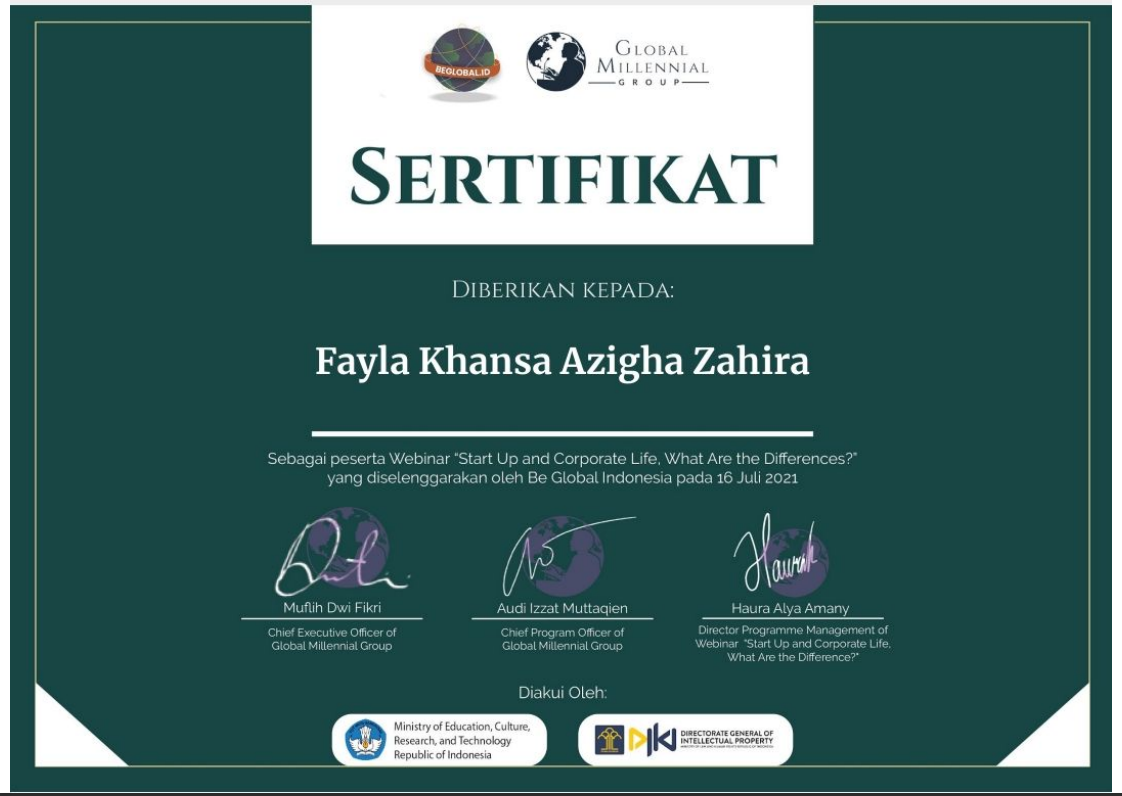 BEGLOBAL.ID
GLOBAL
MILLENNIAL
GROUP
SERTIFIKAT
DIBERIKAN KEPADA:
Fayla Khansa Azigha Zahira
Sebagai peserta Webinar “Start Up and Corporate Life, What Are the Differences?”
yang diselenggarakan oleh Be Global Indonesia pada 16 Juli 2021
Muflih Dwi Fikri
Chief Executive Officer of
Global Millennial Group
Audi Izzat Muttaqien
Chief Program Officer of
Global Millennial Group
Haurah
Haura Alya Amany
Director Programme Management of
Webinar "Start Up and Corporate Life,
What Are the Difference?"
Diakui Oleh:
Ministry of Education, Culture,
Research, and Technology
Republic of Indonesia
DJKI
DIRECTORATE GENERAL OF
INTELLECTUAL PROPERTY